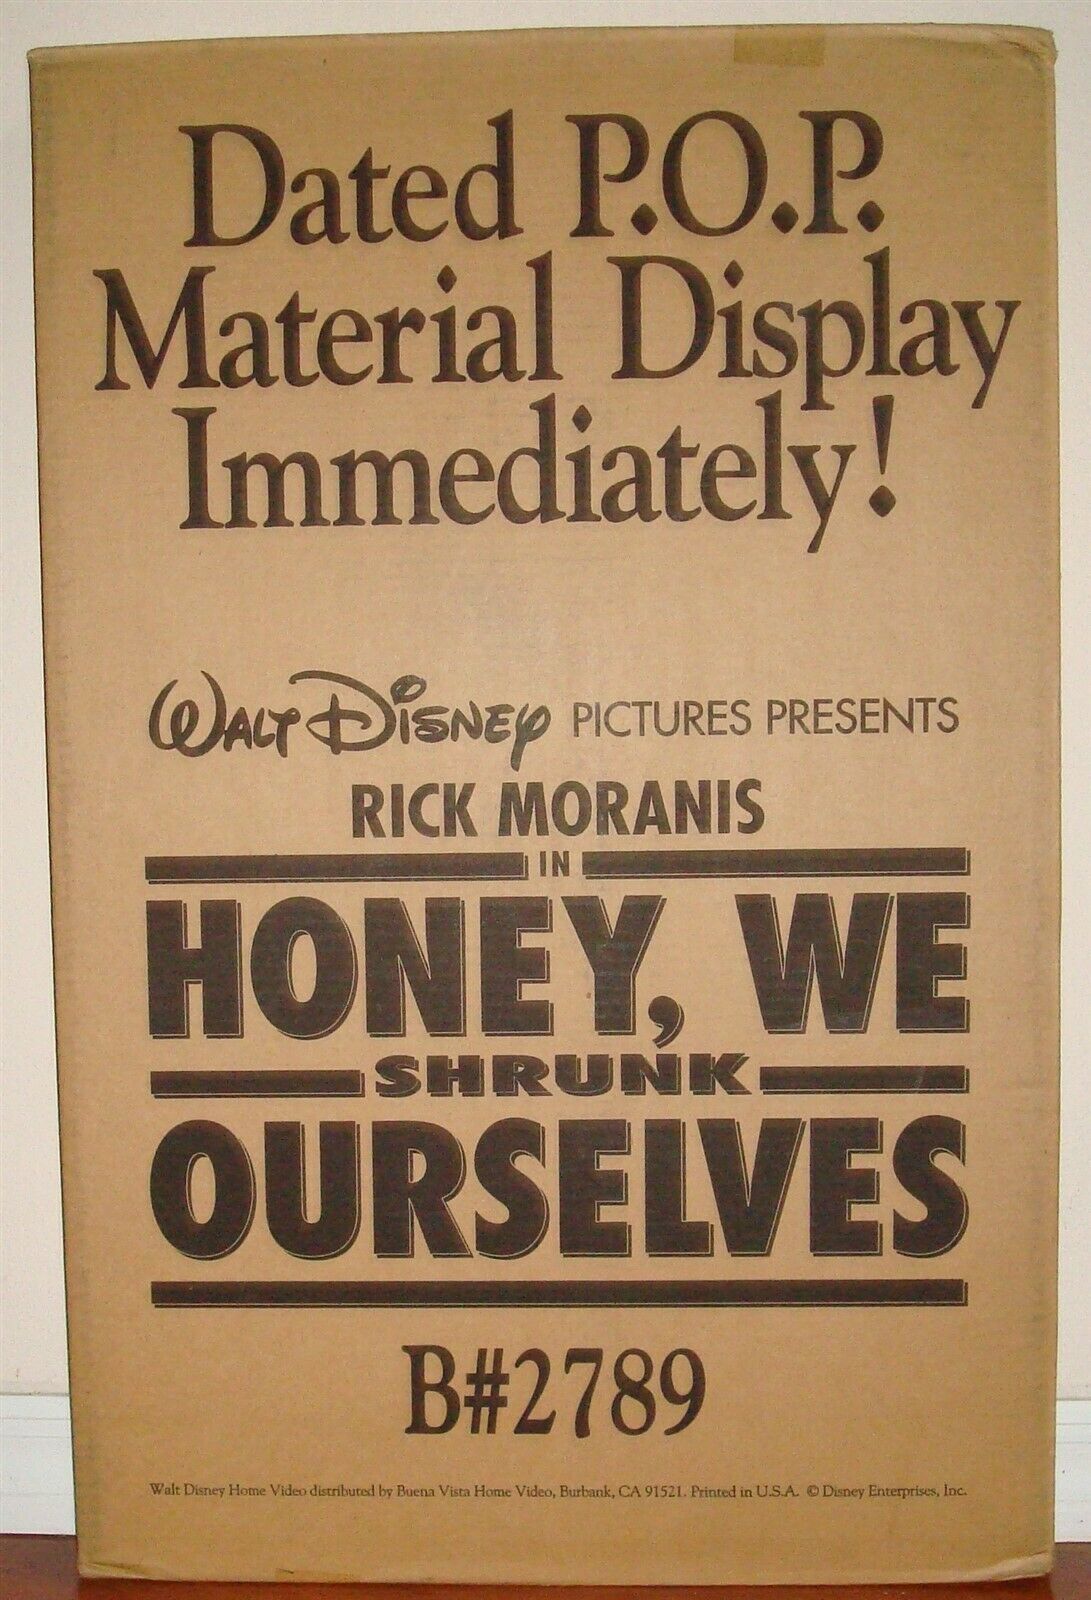 Dated P.O.P.
Material Display
Immediately!
WALT DISNEY PICTURES PRESENTS
RICK MORANIS
IN
HONEY, WE
SHRUNK
OURSELVES
B#2789
Walt Disney Home Video distributed by Buena Vista Home Video, Burbank, CA 91521. Printed in U.S.A. © Disney Enterprises, Inc.